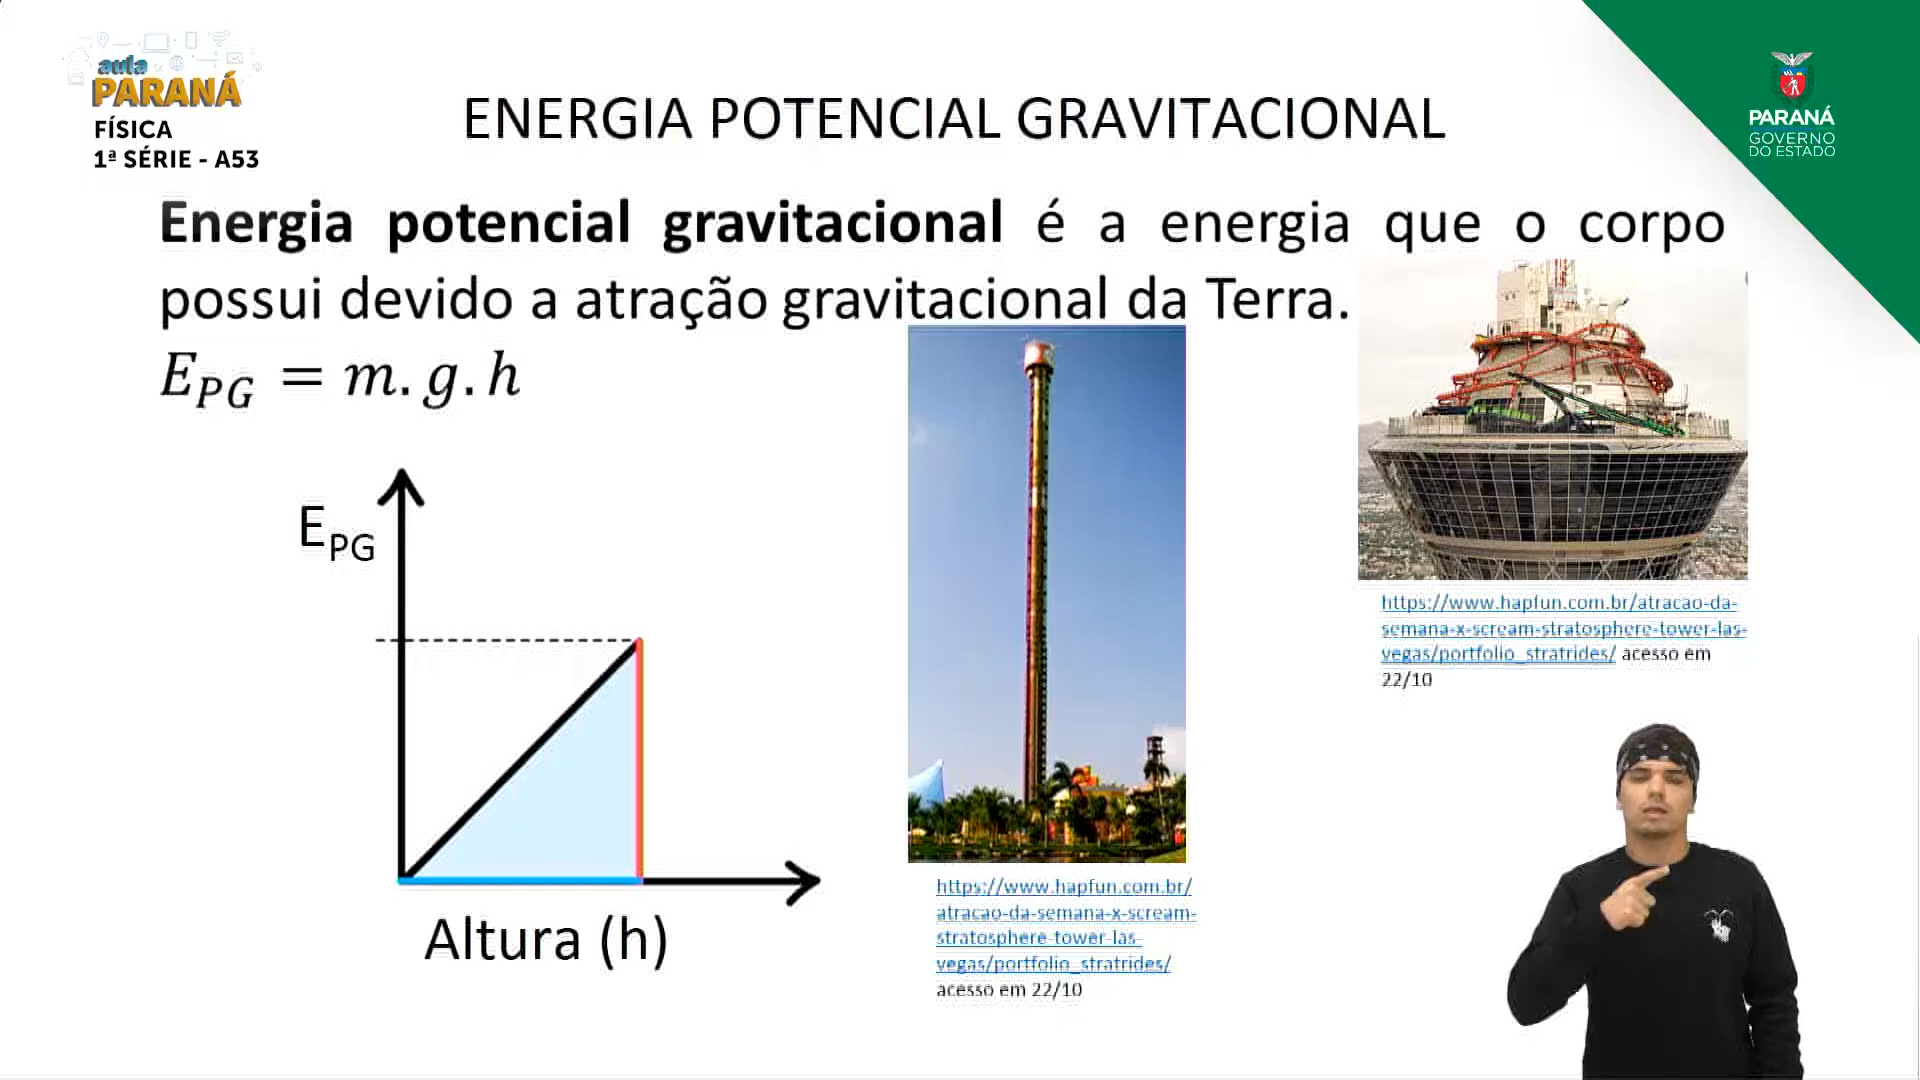 aula
PARANÁ
FÍSICA
1ª SÉRIE - A53
ENERGIA POTENCIAL GRAVITACIONAL
PARANÁ
GOVERNO
DO ESTADO
Energia potencial gravitacional é a energia que o corpo
possui devido a atração gravitacional da Terra.
E_PG = m.g.h
E_PG
Altura (h)
https://www.hapfun.com.br/
atracao-da-semana-x-scream-
stratosphere-tower-las-
vegas/portfolio_stratrides/
acesso em 22/10
https://www.hapfun.com.br/atracao-da-
semana-x-scream-stratosphere-tower-las-
vegas/portfolio_stratrides/ acesso em
22/10